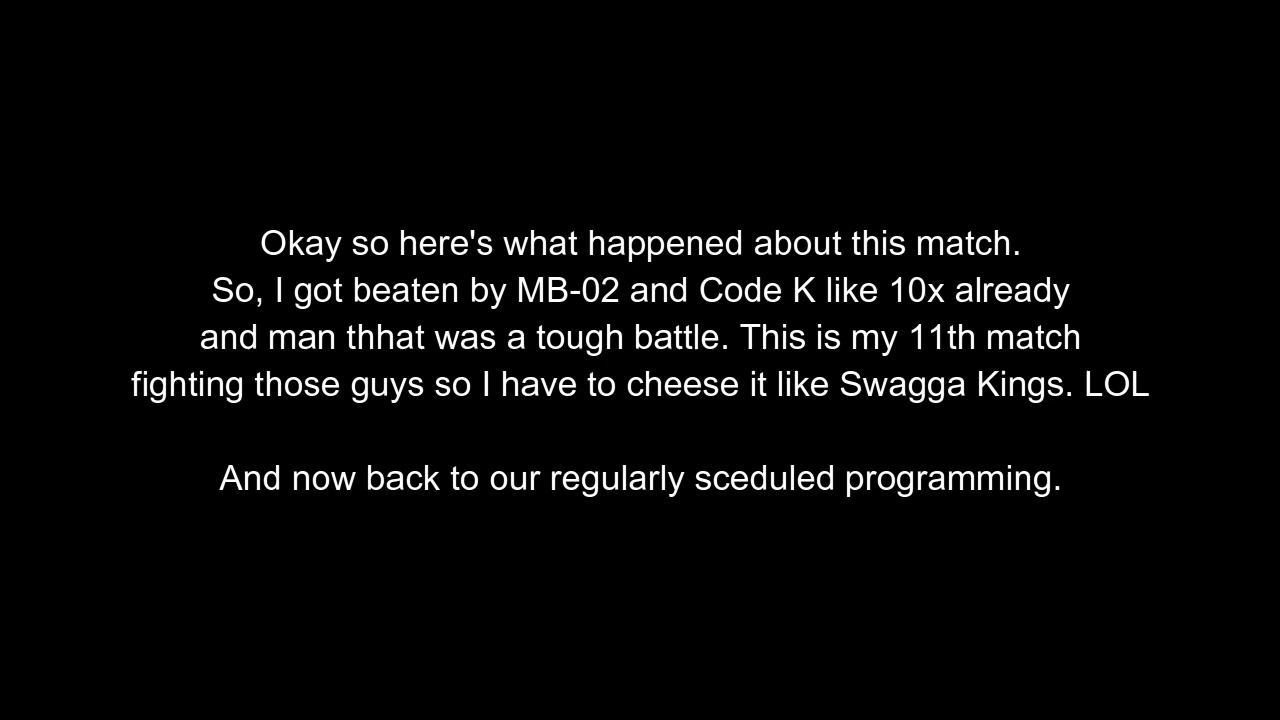 Okay so here's what happened about this match.
So, I got beaten by MB-02 and Code K like 10x already
and man thhat was a tough battle. This is my 11th match
fighting those guys so I have to cheese it like Swagga Kings. LOL
And now back to our regularly sceduled programming.